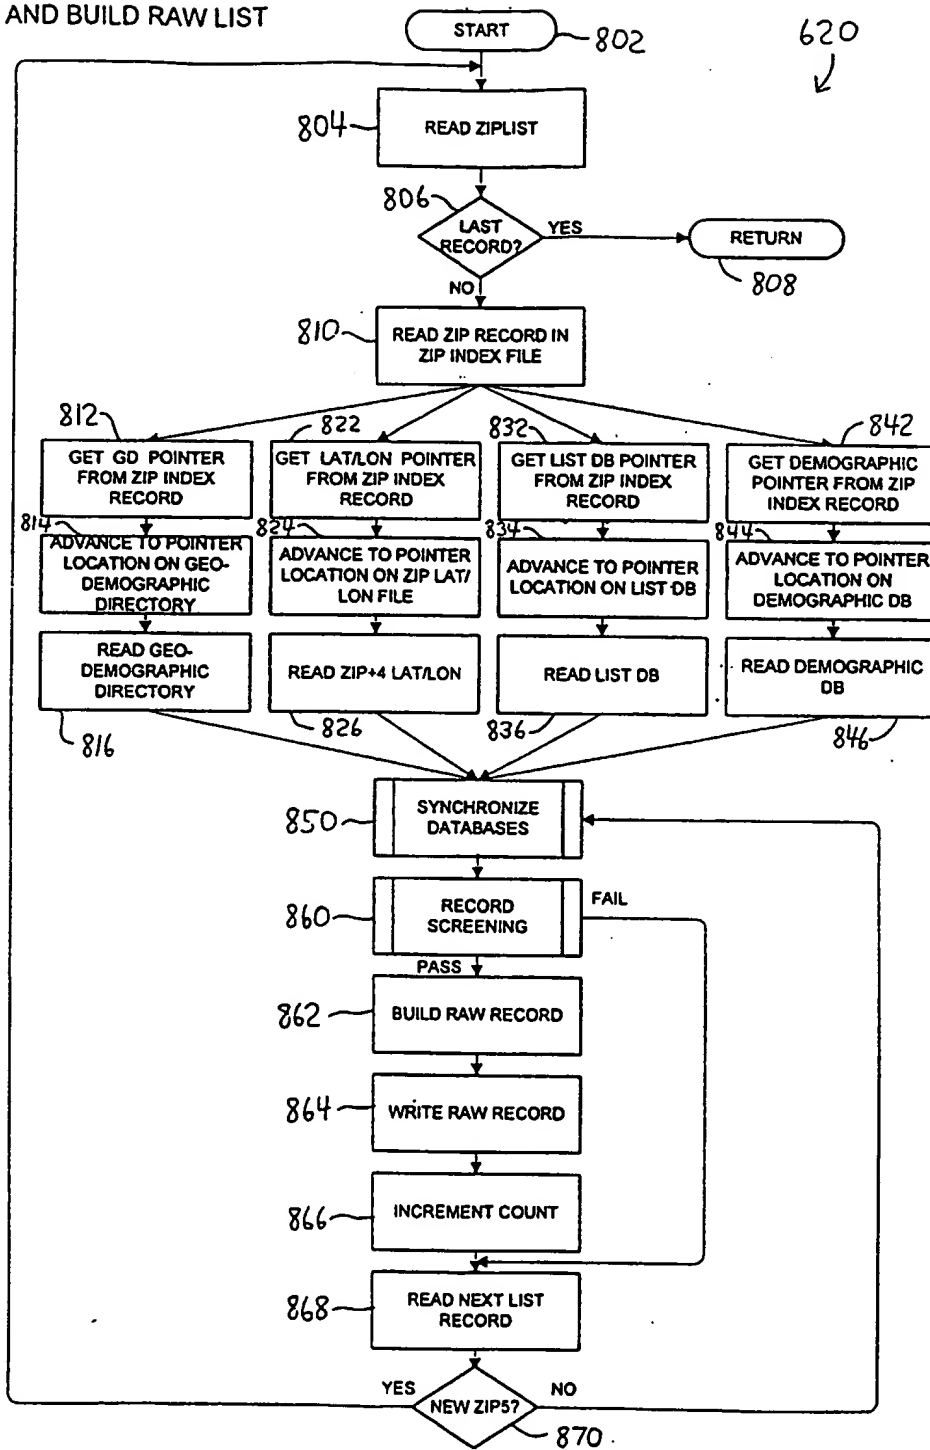 AND BUILD RAW LIST
START
802
620
804
READ ZIPLIST
806
LAST
RECORD?
YES
RETURN
808
NO
810
READ ZIP RECORD IN
ZIP INDEX FILE
812
GET GD POINTER
FROM ZIP INDEX
RECORD
822
GET LAT/LON POINTER
FROM ZIP INDEX
RECORD
832
GET LIST DB POINTER
FROM ZIP INDEX
RECORD
842
GET DEMOGRAPHIC
POINTER FROM ZIP
INDEX RECORD
814
ADVANCE TO POINTER
LOCATION ON GEO-
DEMOGRAPHIC
DIRECTORY
824
ADVANCE TO POINTER
LOCATION ON ZIP LAT/
LON FILE
834
ADVANCE TO POINTER
LOCATION ON LIST DB
844
ADVANCE TO POINTER
LOCATION ON
DEMOGRAPHIC DB
READ GEO-
DEMOGRAPHIC
DIRECTORY
816
READ ZIP+4 LAT/LON
826
READ LIST DB
836
READ DEMOGRAPHIC
DB
846
850
SYNCHRONIZE
DATABASES
860
RECORD
SCREENING
FAIL
PASS
862
BUILD RAW RECORD
864
WRITE RAW RECORD
866
INCREMENT COUNT
868
READ NEXT LIST
RECORD
YES
NEW ZIP5?
NO
870